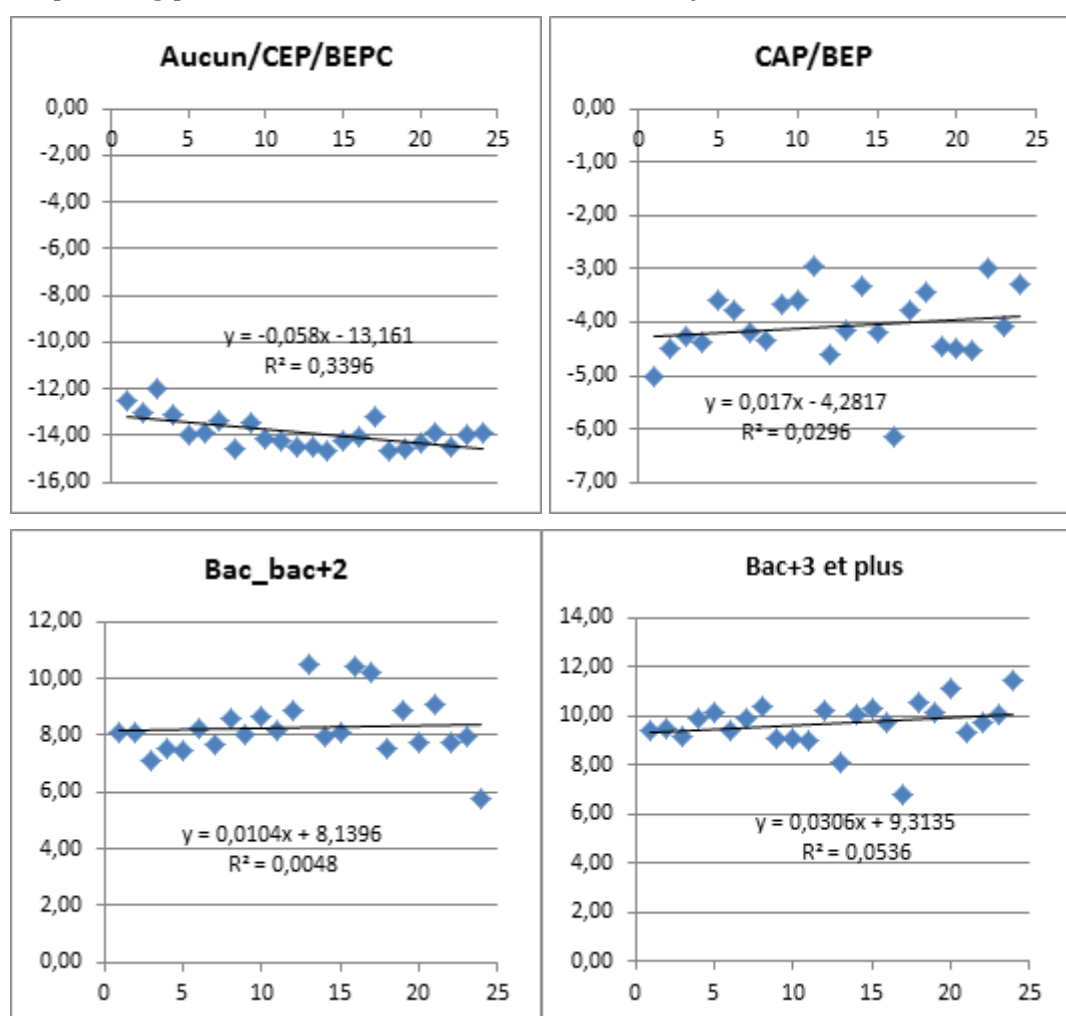 Aucun/CEP/BEPC
0,00
0 5 10 15 20 25
-2,00
-4,00
-6,00
-8,00
-10,00
y = -0,058x - 13,161
R² = 0,3396
-12,00
-14,00
-16,00
CAP/BEP
0,00
0 5 10 15 20 25
-1,00
-2,00
-3,00
-4,00
-5,00
y = 0,017x - 4,2817
R² = 0,0296
-6,00
-7,00
Bac_bac+2
12,00
10,00
8,00
6,00
y = 0,0104x + 8,1396
4,00
R² = 0,0048
2,00
0,00
0 5 10 15 20 25
Bac+3 et plus
14,00
12,00
10,00
8,00
6,00
y = 0,0306x + 9,3135
R² = 0,0536
4,00
2,00
0,00
0 5 10 15 20 25